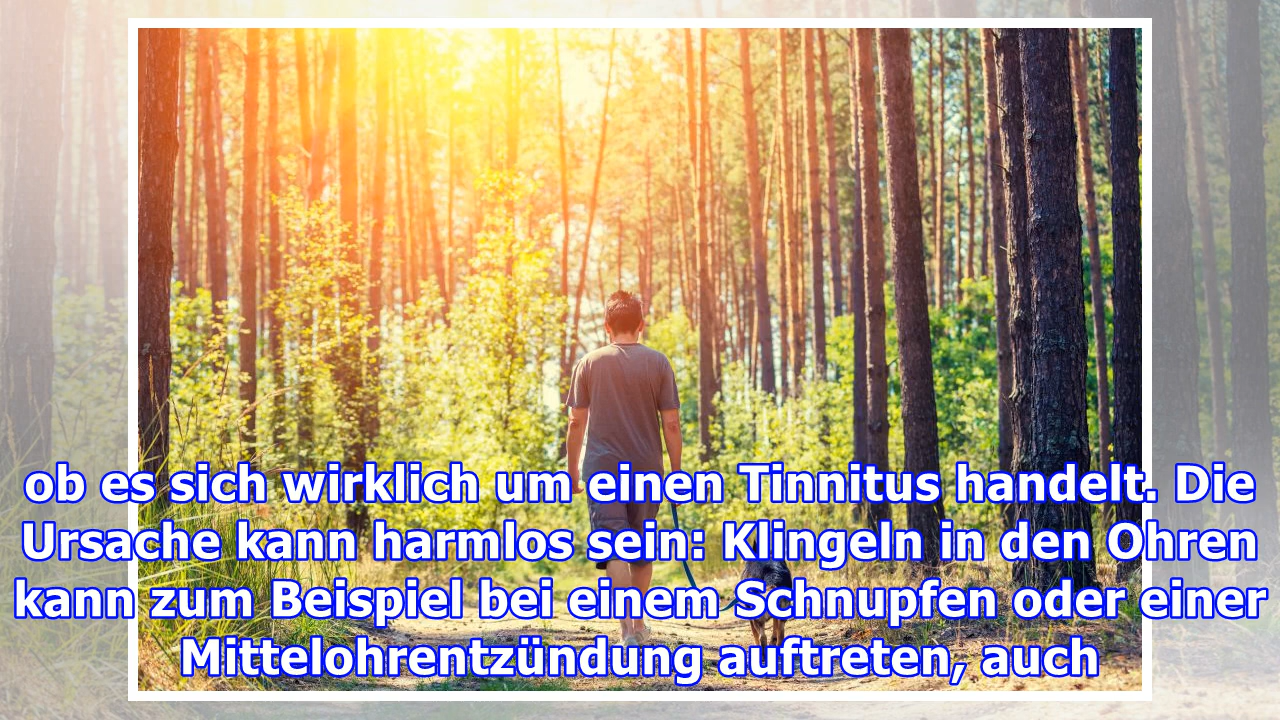 ob es sich wirklich um einen Tinnitus handelt. Die
Ursache kann harmlos sein: Klingeln in den Ohren
kann zum Beispiel bei einem Schnupfen oder einer
Mittelohrentzündung auftreten, auch